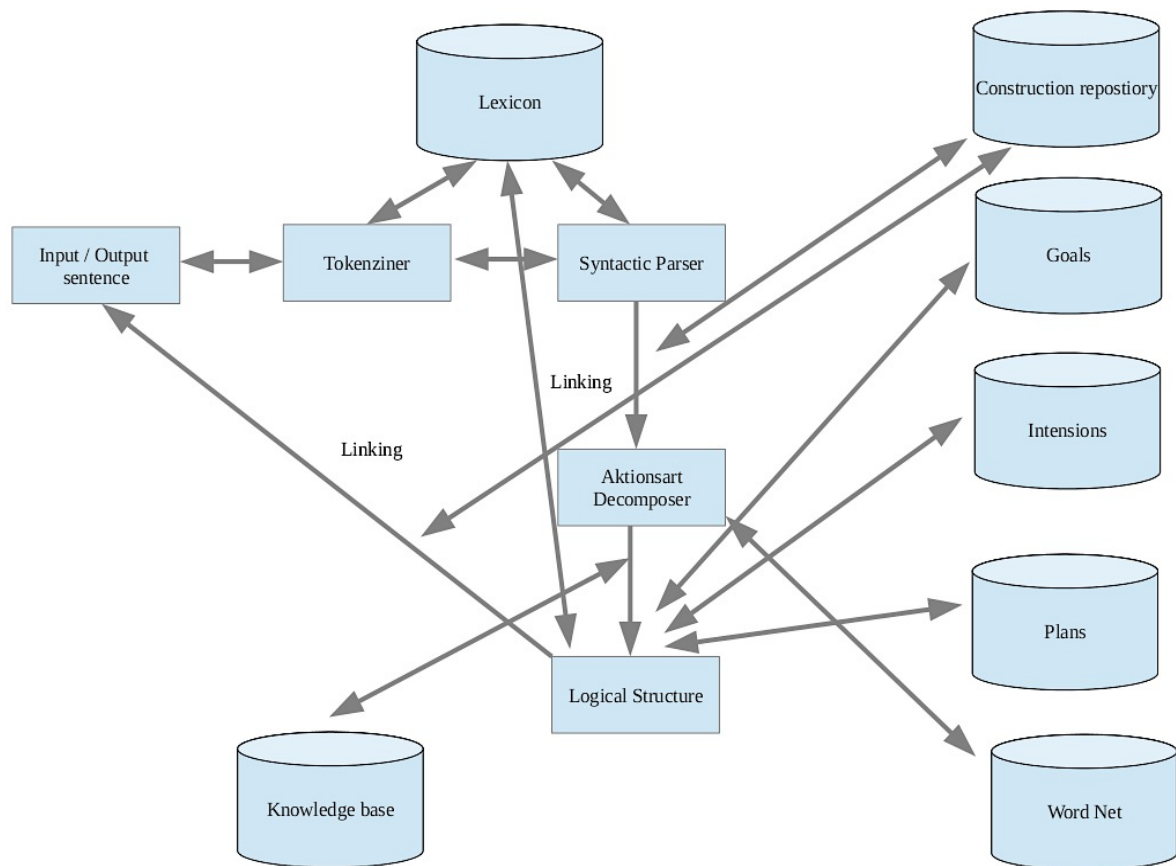 Lexicon
Construction repostiory
Input / Output
sentence
Tokenziner
Syntactic Parser
Goals
Linking
Linking
Intensions
Aktionsart
Decomposer
Plans
Logical Structure
Knowledge base
Word Net